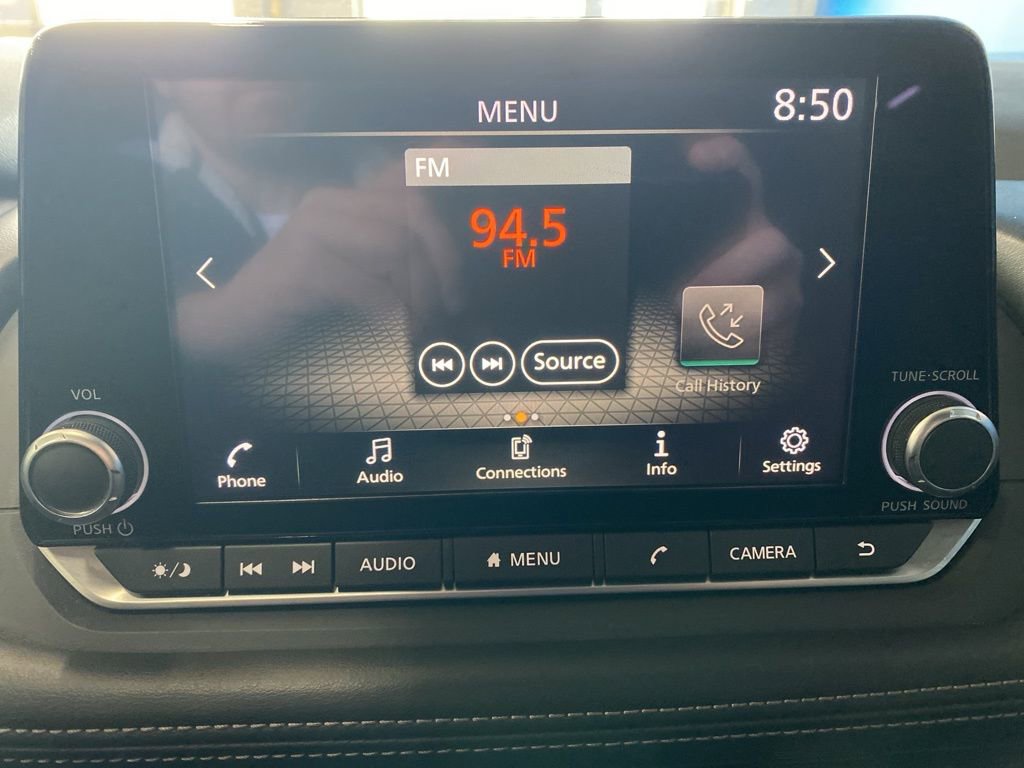 MENU
8:50
FM
94.5
FM
Source
Call History
VOL
TUNE·SCROLL
Phone
Audio
Connections
Info
Settings
PUSH
PUSH SOUND
AUDIO
MENU
CAMERA